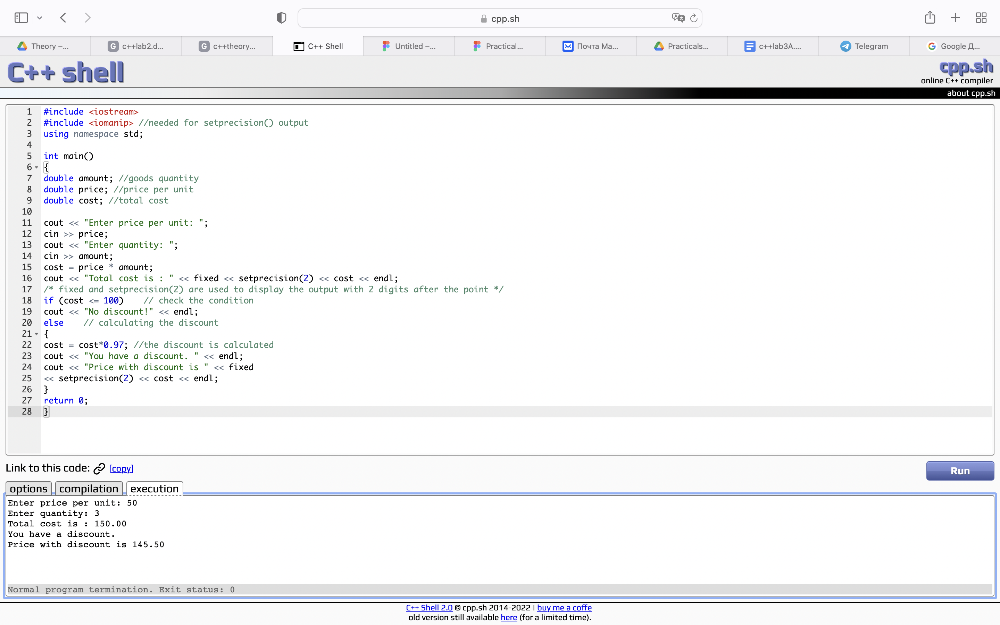 cpp.sh
Theory –...
c++lab2.d...
c++theory...
C++ Shell
Untitled –...
Practical...
Почта Ma...
Practicals...
c++lab3A....
Telegram
Google Д...
C++ shell
cpp.sh
online C++ compiler
about cpp.sh
1 #include <iostream>
2 #include <iomanip> //needed for setprecision() output
3 using namespace std;
4
5 int main()
6 {
7 double amount; //goods quantity
8 double price; //price per unit
9 double cost; //total cost
10
11 cout << "Enter price per unit: ";
12 cin >> price;
13 cout << "Enter quantity: ";
14 cin >> amount;
15 cost = price * amount;
16 cout << "Total cost is : " << fixed << setprecision(2) << cost << endl;
17 /* fixed and setprecision(2) are used to display the output with 2 digits after the point */
18 if (cost <= 100)    // check the condition
19 cout << "No discount!" << endl;
20 else    // calculating the discount
21 {
22 cost = cost*0.97; //the discount is calculated
23 cout << "You have a discount. " << endl;
24 cout << "Price with discount is " << fixed
25 << setprecision(2) << cost << endl;
26 }
27 return 0;
28 }
Link to this code: [copy]
Run
options compilation execution
Enter price per unit: 50
Enter quantity: 3
Total cost is : 150.00
You have a discount.
Price with discount is 145.50
Normal program termination. Exit status: 0
C++ Shell 2.0 © cpp.sh 2014-2022 | buy me a coffe
old version still available here (for a limited time).